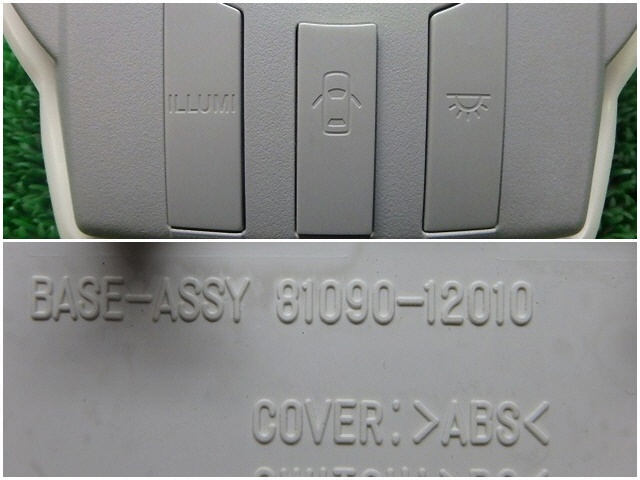 ILLUMI
BASE-ASSY 81090-12010
COVER:>ABS<